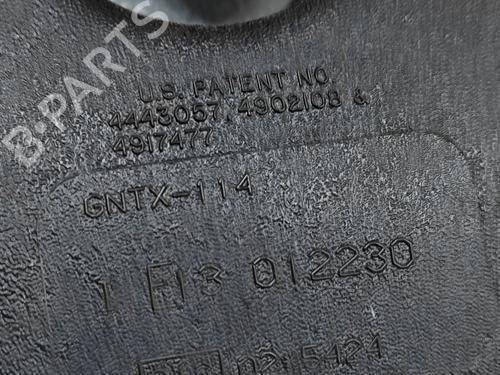 B-PARTS
U.S. PATENT NO.
4443057, 4902108 &
4917477
GNTX-114
012230